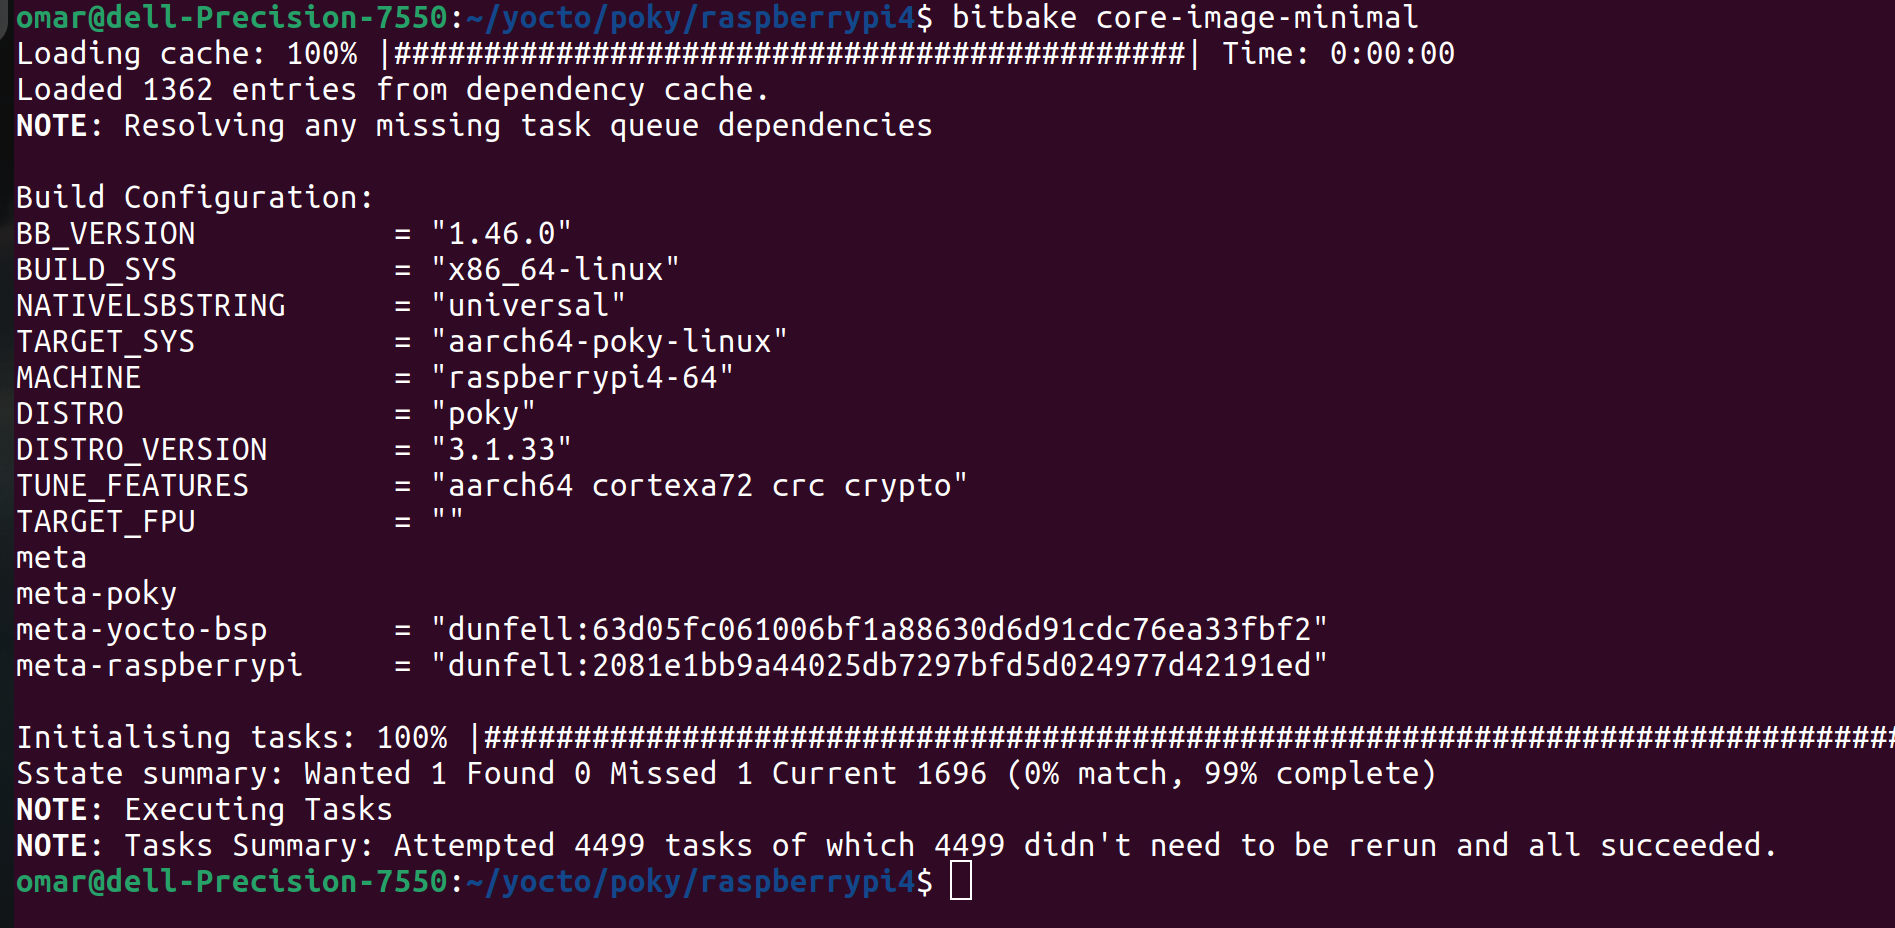 omar@dell-Precision-7550:~/yocto/poky/raspberrypi4$ bitbake core-image-minimal
Loading cache: 100% |############################################| Time: 0:00:00
Loaded 1362 entries from dependency cache.
NOTE: Resolving any missing task queue dependencies

Build Configuration:
BB_VERSION           = "1.46.0"
BUILD_SYS            = "x86_64-linux"
NATIVELSBSTRING      = "universal"
TARGET_SYS           = "aarch64-poky-linux"
MACHINE              = "raspberrypi4-64"
DISTRO               = "poky"
DISTRO_VERSION       = "3.1.33"
TUNE_FEATURES        = "aarch64 cortexa72 crc crypto"
TARGET_FPU           = ""
meta
meta-poky
meta-yocto-bsp       = "dunfell:63d05fc061006bf1a88630d6d91cdc76ea33fbf2"
meta-raspberrypi     = "dunfell:2081e1bb9a44025db7297bfd5d024977d42191ed"

Initialising tasks: 100% |###############################################################################
Sstate summary: Wanted 1 Found 0 Missed 1 Current 1696 (0% match, 99% complete)
NOTE: Executing Tasks
NOTE: Tasks Summary: Attempted 4499 tasks of which 4499 didn't need to be rerun and all succeeded.
omar@dell-Precision-7550:~/yocto/poky/raspberrypi4$